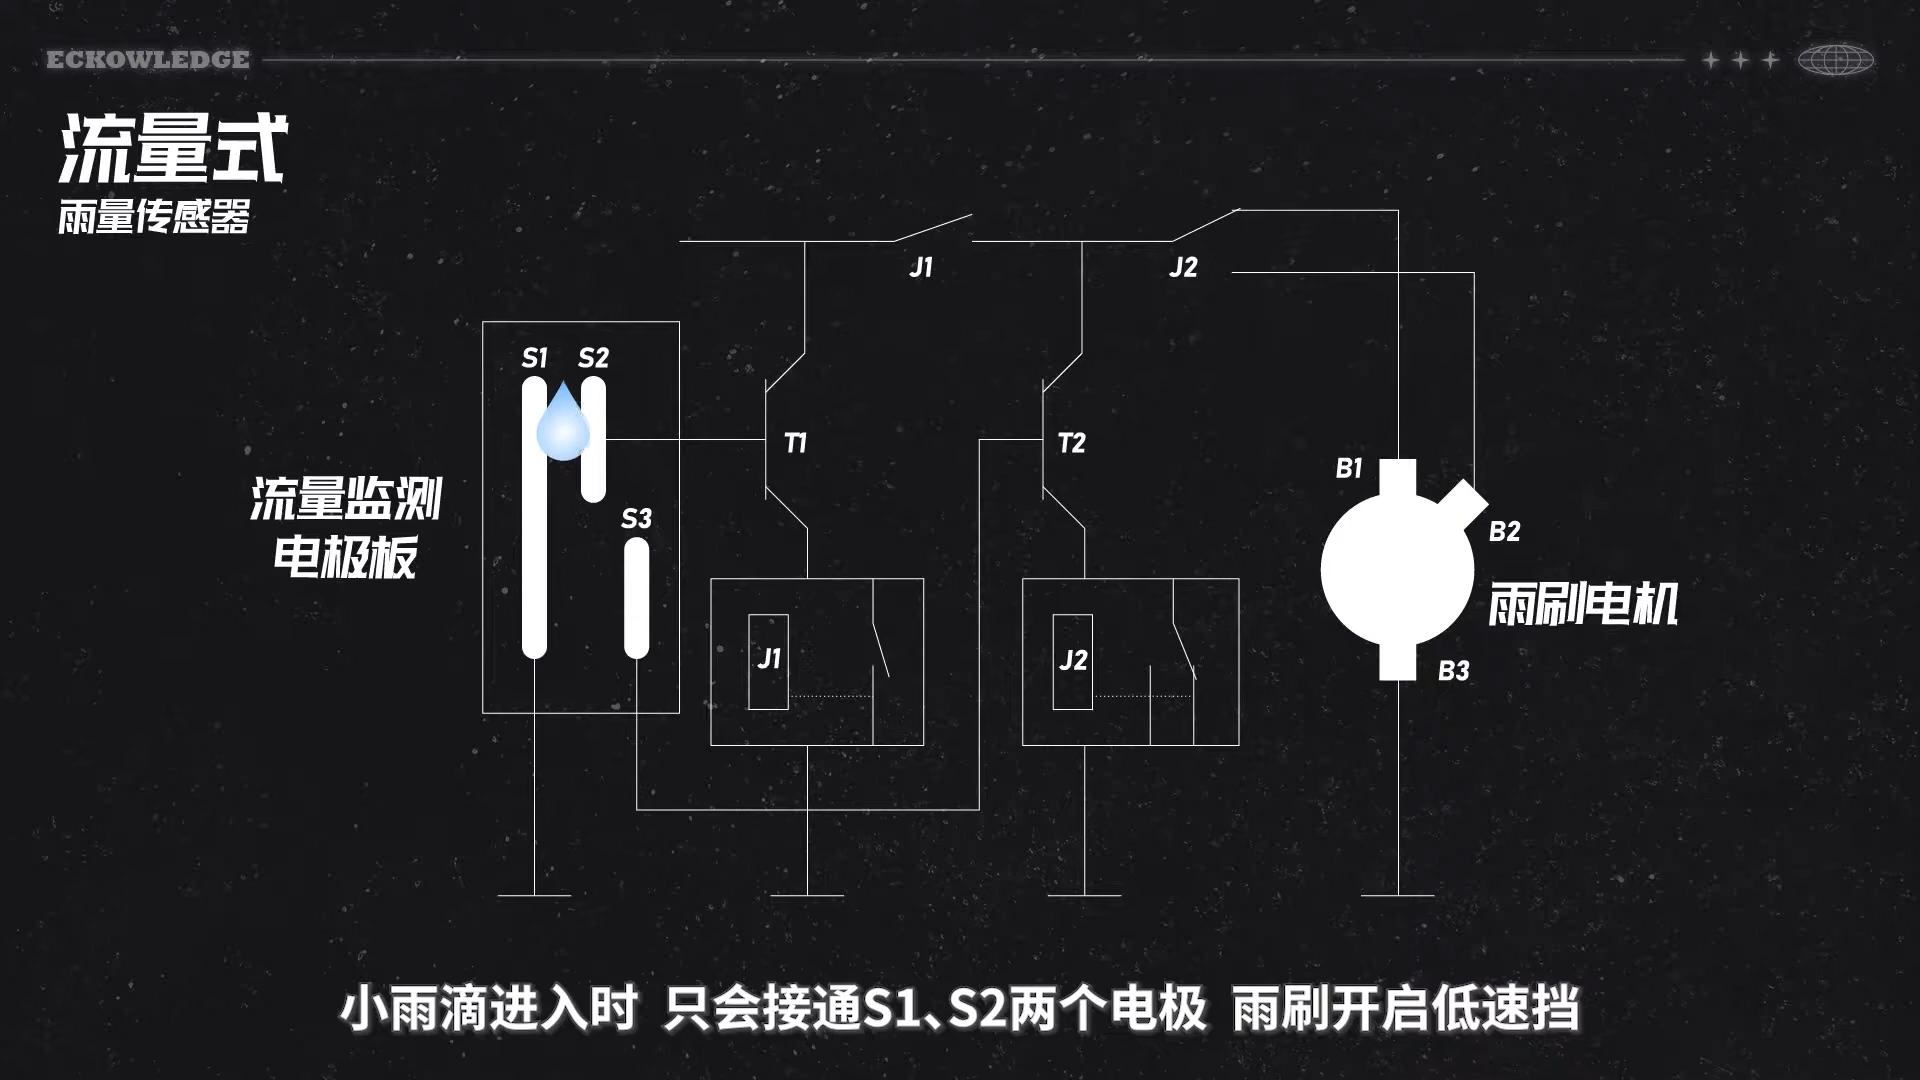 ECKOWLEDGE
流量式
雨量传感器
J1
J2
S1
S2
T1
T2
B1
S3
B2
流量监测
电极板
雨刷电机
J1
J2
B3
小雨滴进入时 只会接通S1、S2两个电极 雨刷开启低速挡